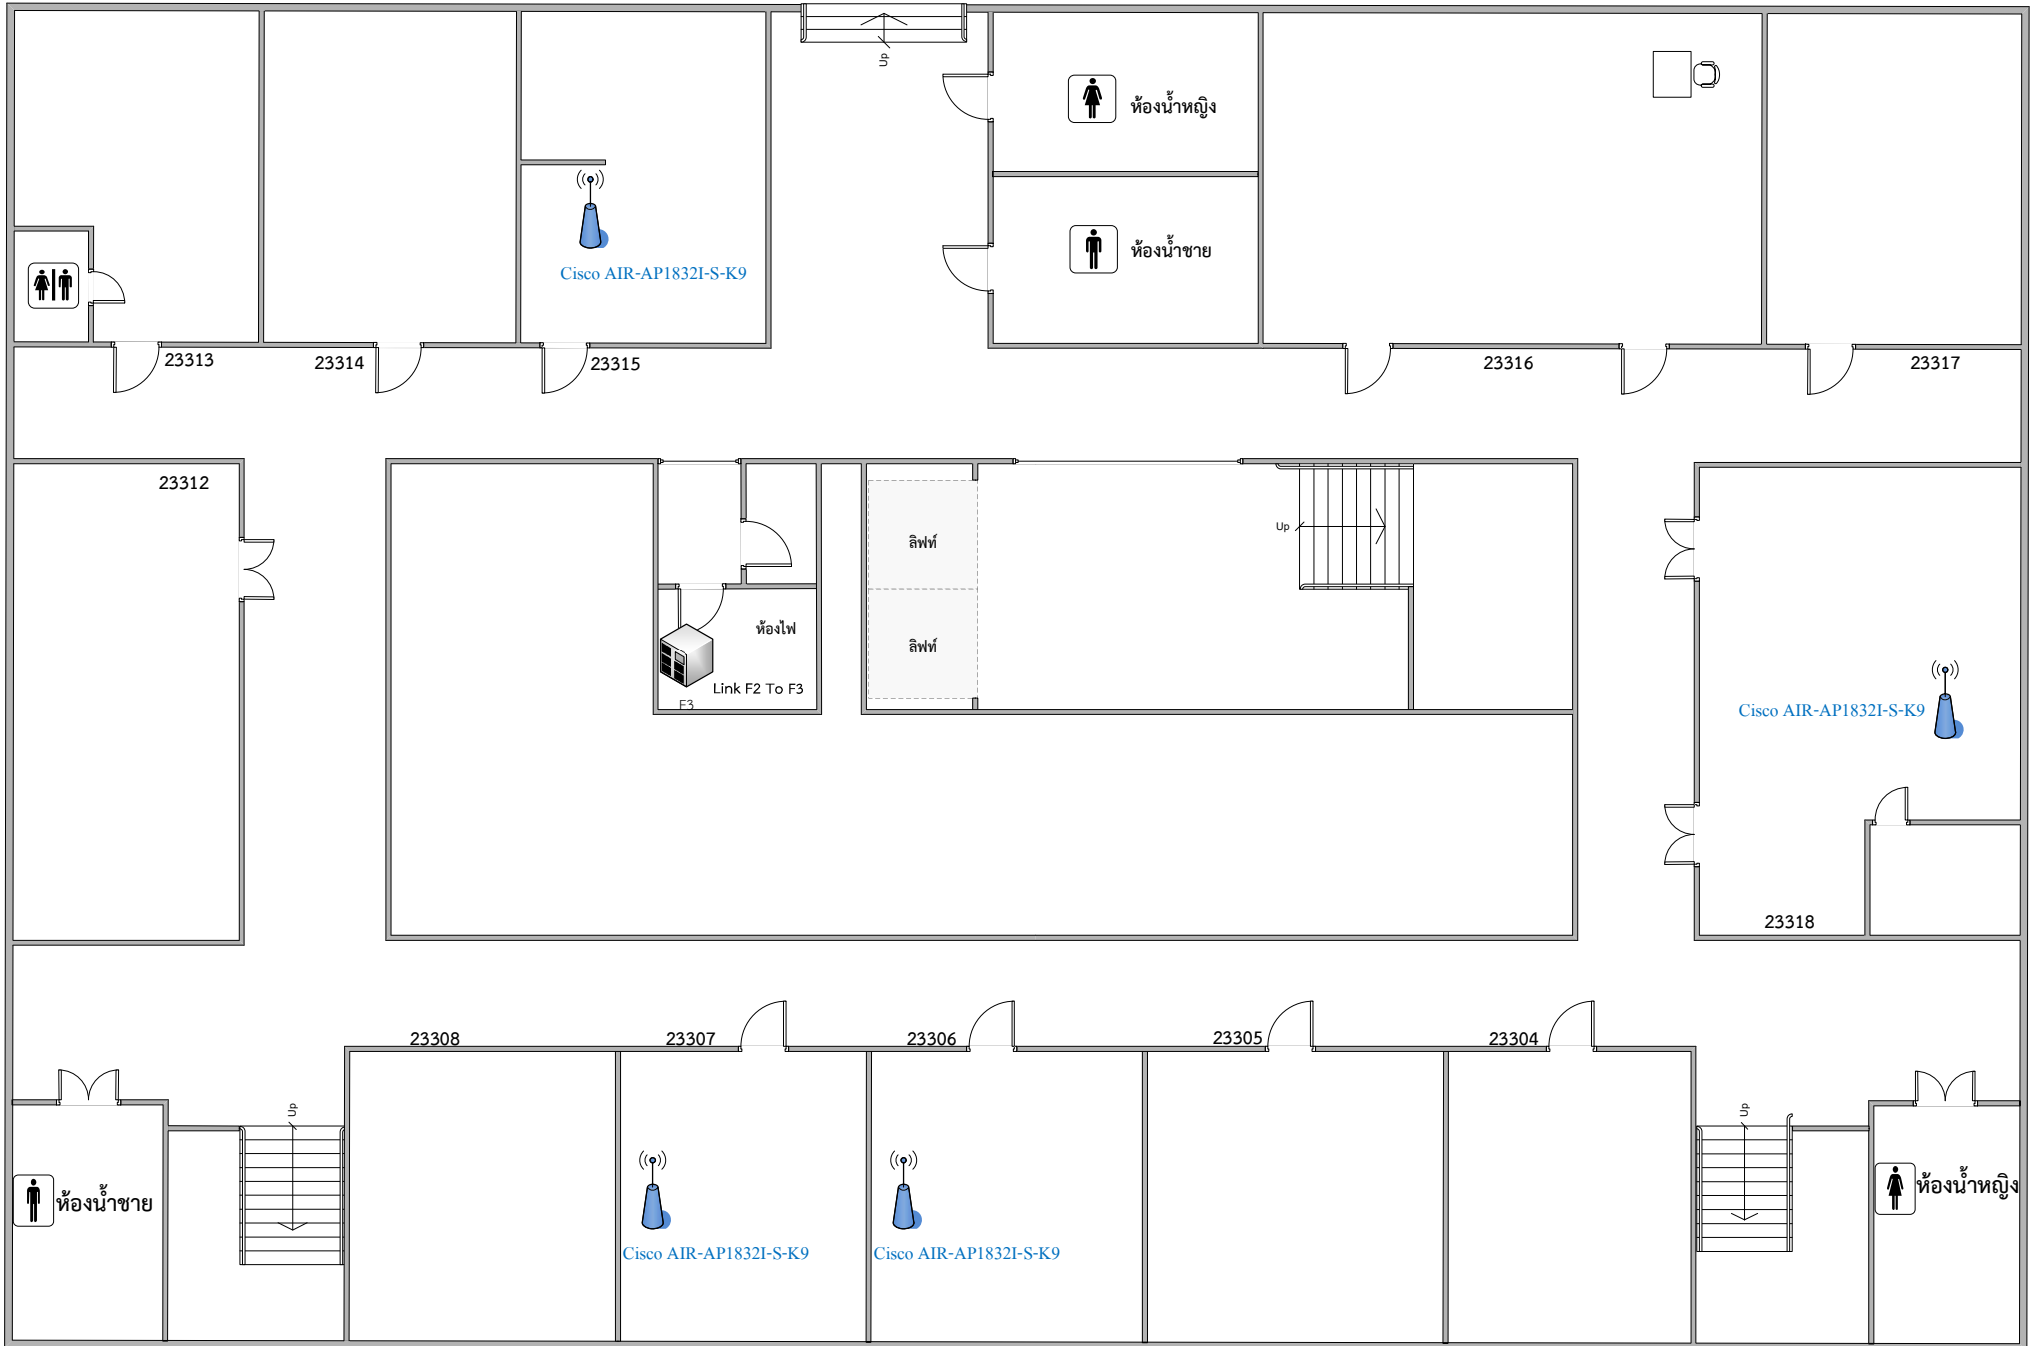 Up
ห้องน้ำหญิง
ห้องน้ำชาย
Cisco AIR-AP1832I-S-K9
23313
23314
23315
23316
23317
23312
Up
ลิฟท์
ห้องไฟ
ลิฟท์
Link F2 To F3
F3
Cisco AIR-AP1832I-S-K9
23318
23308
23307
23306
23305
23304
Up
Up
ห้องน้ำชาย
ห้องน้ำหญิง
Cisco AIR-AP1832I-S-K9
Cisco AIR-AP1832I-S-K9